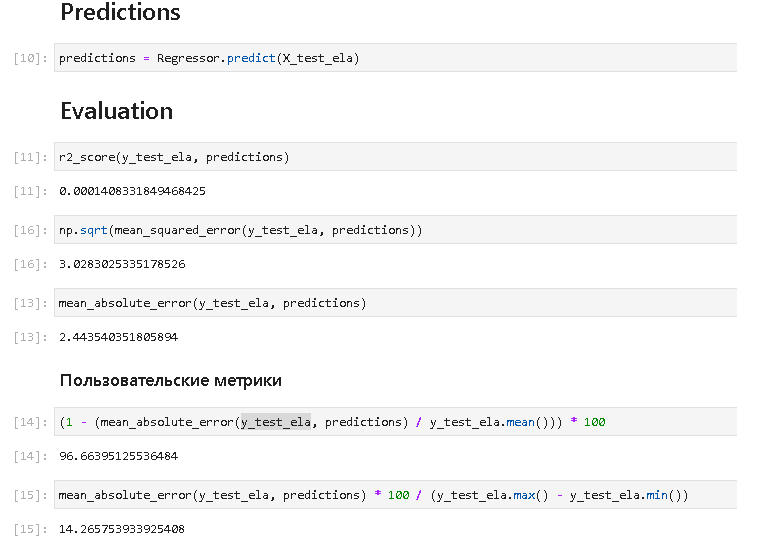 Predictions
[10]: predictions = Regressor.predict(X_test_ela)
Evaluation
[11]: r2_score(y_test_ela, predictions)
[11]: 0.0001408331849468425
[16]: np.sqrt(mean_squared_error(y_test_ela, predictions))
[16]: 3.0283025335178526
[13]: mean_absolute_error(y_test_ela, predictions)
[13]: 2.443540351805894
Пользовательские метрики
[14]: (1 - (mean_absolute_error(y_test_ela, predictions) / y_test_ela.mean())) * 100
[14]: 96.66395125536484
[15]: mean_absolute_error(y_test_ela, predictions) * 100 / (y_test_ela.max() - y_test_ela.min())
[15]: 14.265753933925408